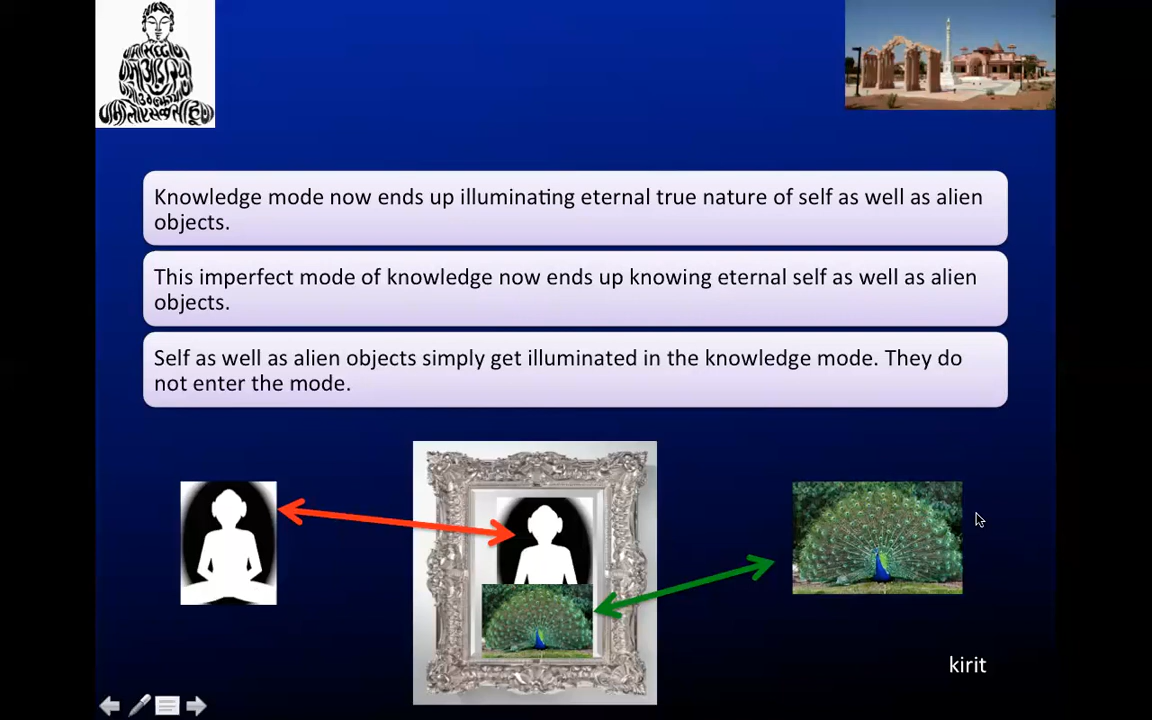 Knowledge mode now ends up illuminating eternal true nature of self as well as alien
objects.
This imperfect mode of knowledge now ends up knowing eternal self as well as alien
objects.
Self as well as alien objects simply get illuminated in the knowledge mode. They do
not enter the mode.
kirit